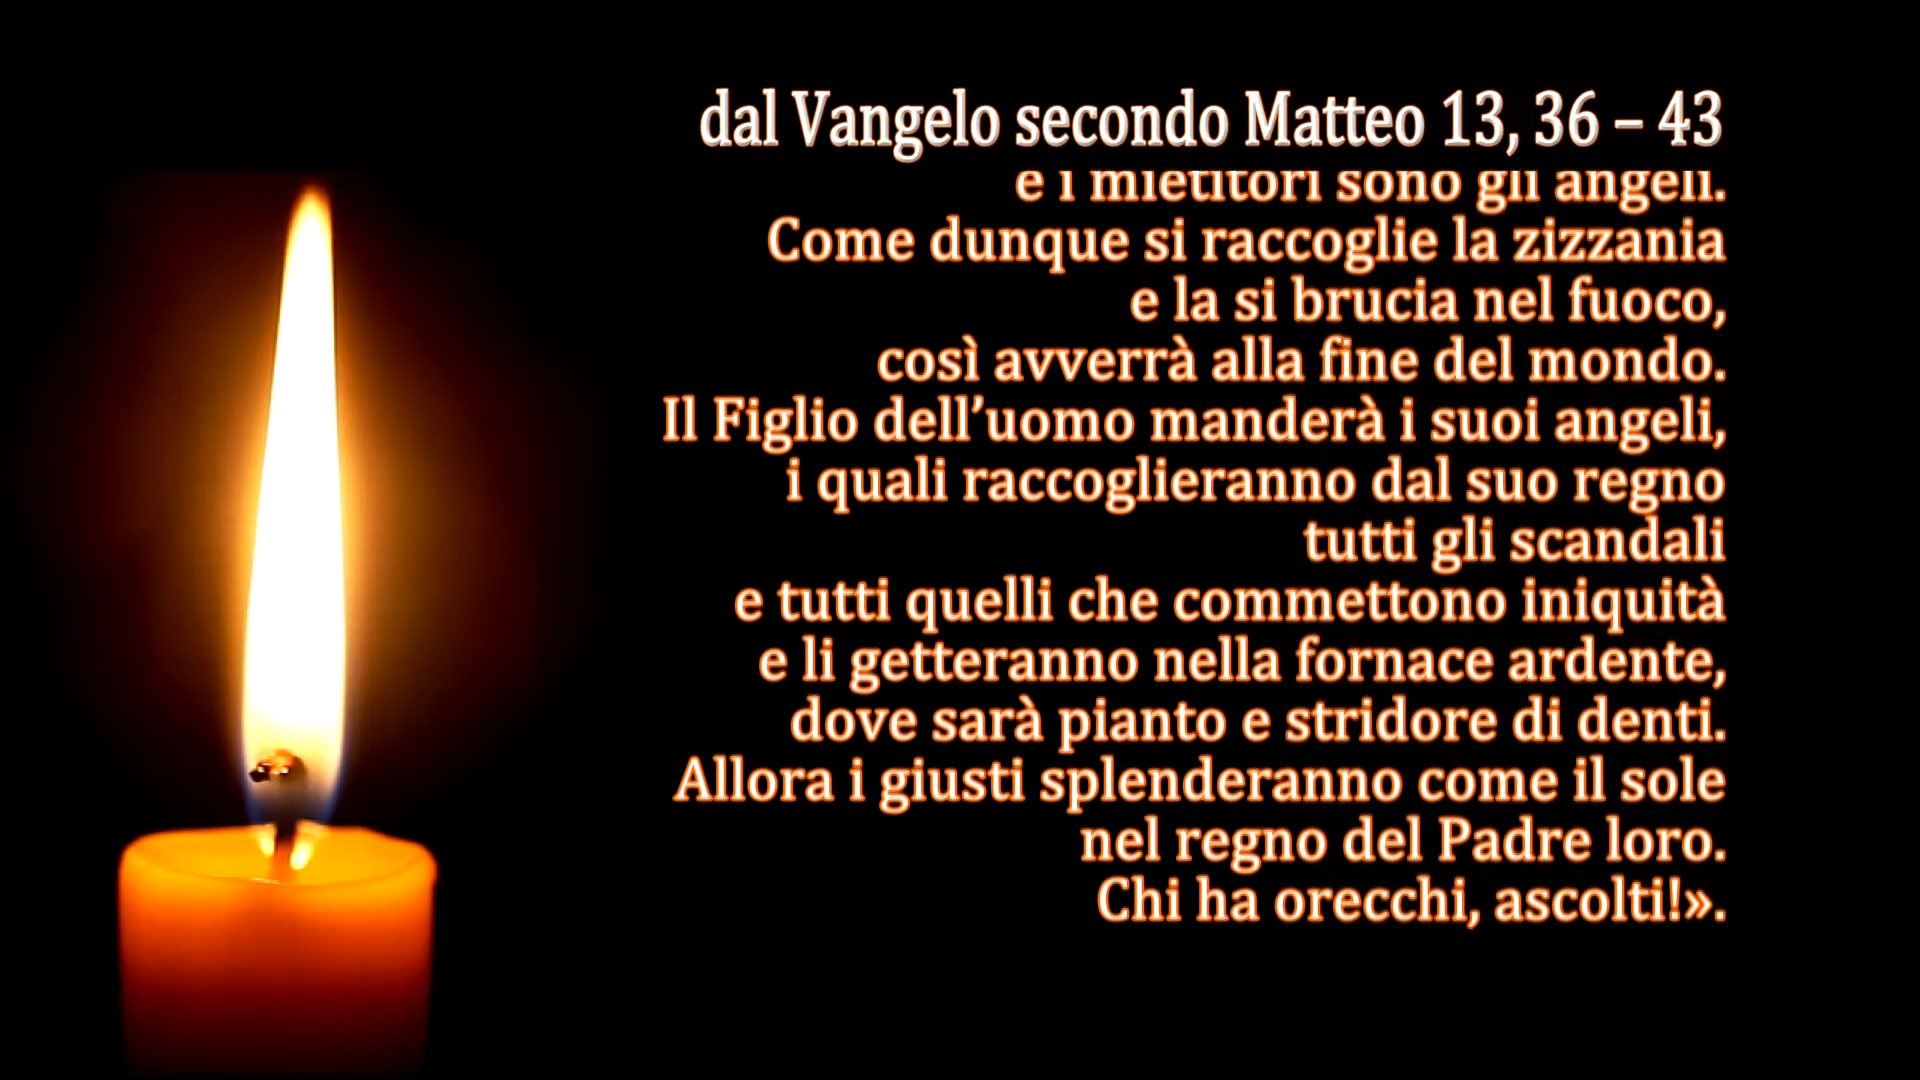 dal Vangelo secondo Matteo 13, 36 – 43
e i mietitori sono gli angeli.
Come dunque si raccoglie la zizzania
e la si brucia nel fuoco,
così avverrà alla fine del mondo.
Il Figlio dell’uomo manderà i suoi angeli,
i quali raccoglieranno dal suo regno
tutti gli scandali
e tutti quelli che commettono iniquità
e li getteranno nella fornace ardente,
dove sarà pianto e stridore di denti.
Allora i giusti splenderanno come il sole
nel regno del Padre loro.
Chi ha orecchi, ascolti!».